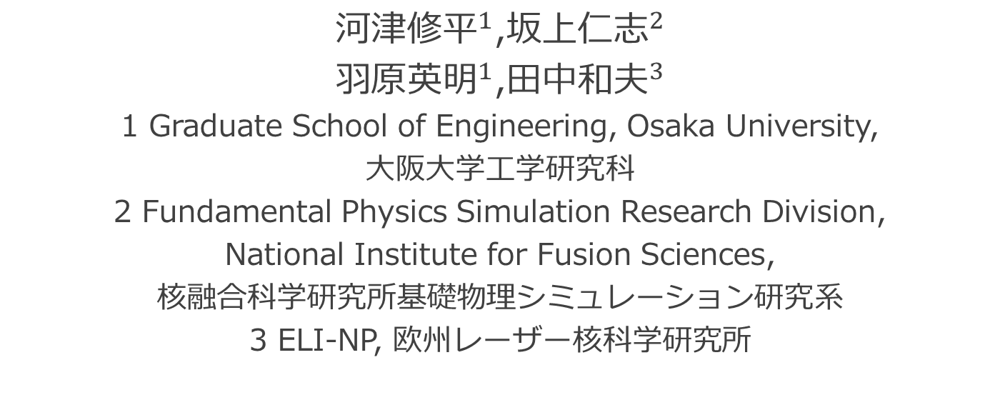 河津修平¹,坂上仁志²
羽原英明¹,田中和夫³
1 Graduate School of Engineering, Osaka University,
大阪大学工学研究科
2 Fundamental Physics Simulation Research Division,
National Institute for Fusion Sciences,
核融合科学研究所基礎物理シミュレーション研究系
3 ELI-NP, 欧州レーザー核科学研究所